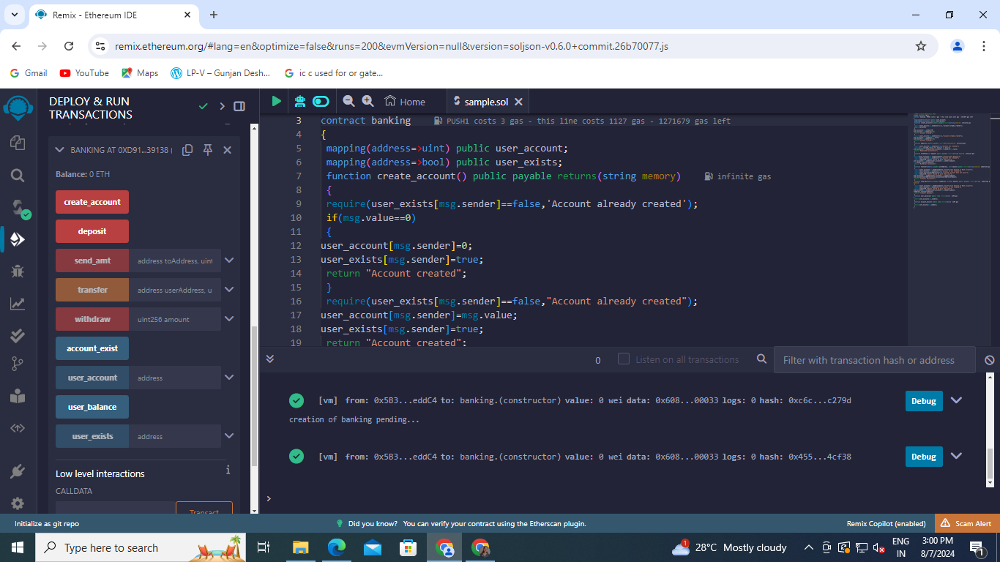 Remix - Ethereum IDE
remix.ethereum.org/#lang=en&optimize=false&runs=200&evmVersion=null&version=soljson-v0.6.0+commit.26b70077.js
Gmail YouTube Maps LP-V – Gunjan Desh... ic c used for or gate...
DEPLOY & RUN
TRANSACTIONS
BANKING AT 0XD91...39138 (
Balance: 0 ETH
create_account
deposit
send_amt address toAddress, uint
transfer address userAddress, u
withdraw uint256 amount
account_exist
user_account address
user_balance
user_exists address
Low level interactions
CALLDATA
Transact
Home sample.sol
3 contract banking PUSH1 costs 3 gas - this line costs 1127 gas - 1271679 gas left
4 {
5 mapping(address=>uint) public user_account;
6 mapping(address=>bool) public user_exists;
7 function create_account() public payable returns(string memory) infinite gas
8 {
9 require(user_exists[msg.sender]==false,'Account already created');
10 if(msg.value==0)
11 {
12 user_account[msg.sender]=0;
13 user_exists[msg.sender]=true;
14 return "Account created";
15 }
16 require(user_exists[msg.sender]==false,"Account already created");
17 user_account[msg.sender]=msg.value;
18 user_exists[msg.sender]=true;
19 return "Account created";
0 Listen on all transactions Filter with transaction hash or address
[vm] from: 0x5B3...eddC4 to: banking.(constructor) value: 0 wei data: 0x608...00033 logs: 0 hash: 0xc6c...c279d Debug
creation of banking pending...
[vm] from: 0x5B3...eddC4 to: banking.(constructor) value: 0 wei data: 0x608...00033 logs: 0 hash: 0x455...4cf38 Debug
>
Initialize as git repo Did you know? You can verify your contract using the Etherscan plugin. Remix Copilot (enabled) Scam Alert
Type here to search 1 28°C Mostly cloudy ENG 3:00 PM
IN 8/7/2024 1